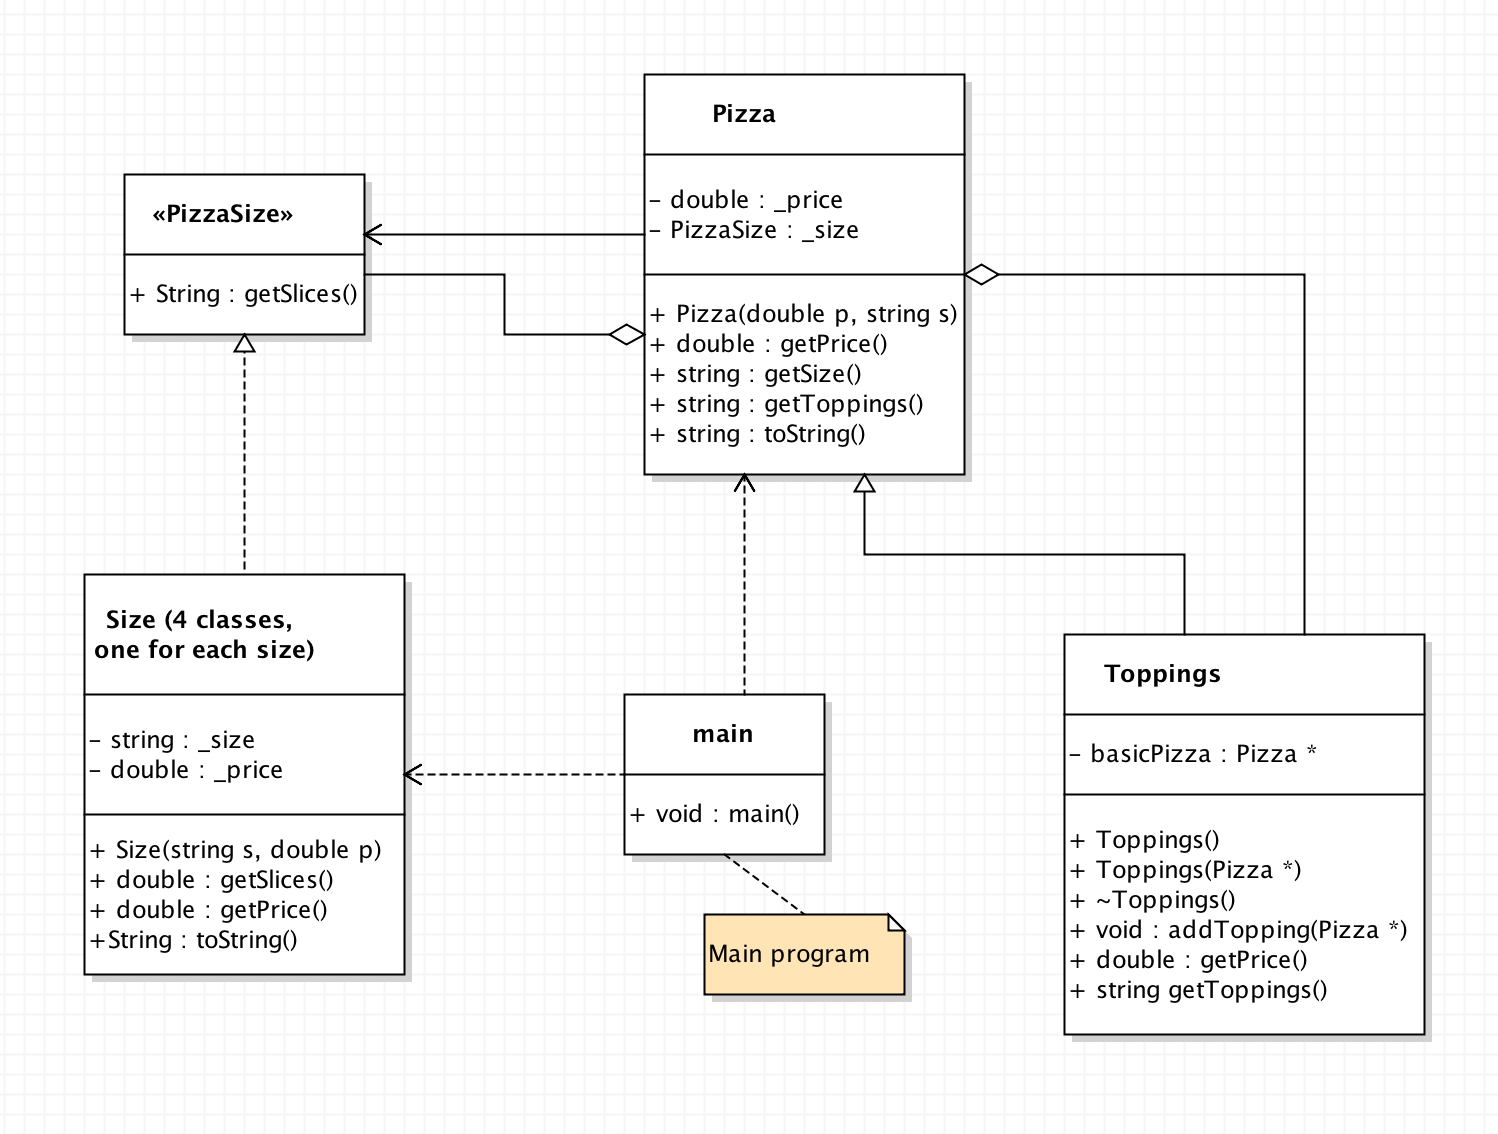 Pizza
- double : _price
- PizzaSize : _size
+ Pizza(double p, string s)
+ double : getPrice()
+ string : getSize()
+ string : getToppings()
+ string : toString()
«PizzaSize»
+ String : getSlices()
Size (4 classes,
one for each size)
- string : _size
- double : _price
+ Size(string s, double p)
+ double : getSlices()
+ double : getPrice()
+String : toString()
main
+ void : main()
Main program
Toppings
- basicPizza : Pizza *
+ Toppings()
+ Toppings(Pizza *)
+ ~Toppings()
+ void : addTopping(Pizza *)
+ double : getPrice()
+ string getToppings()